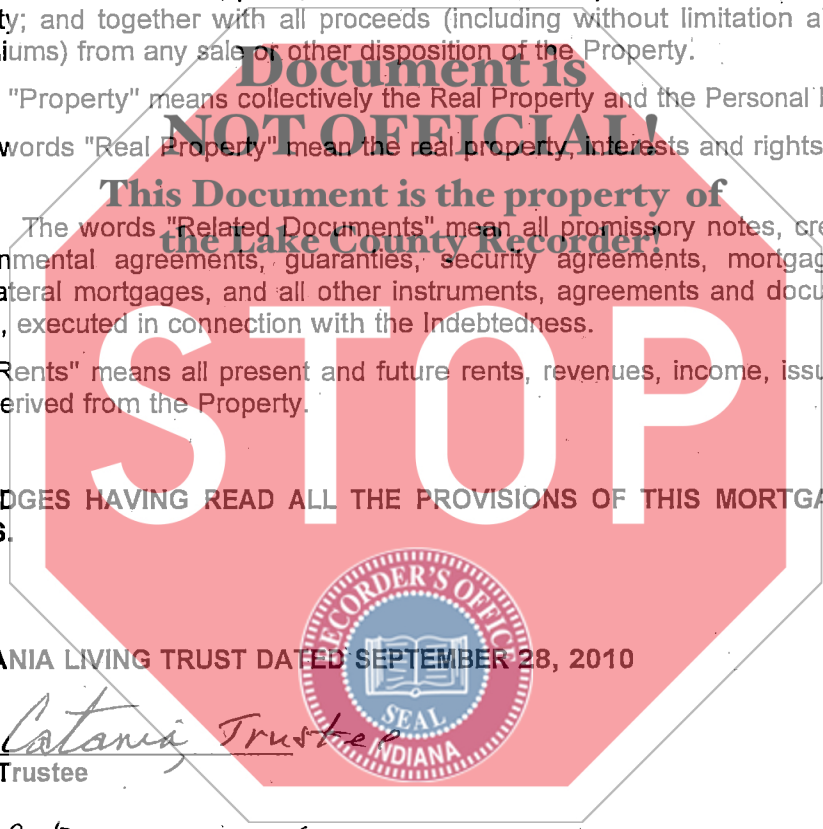 ty; and together with all proceeds (including without limitation a
iums) from any sale or other disposition of the Property.
Document is
"Property" means collectively the Real Property and the Personal
NOT OFFICIAL!
words "Real Property" mean the real property, interests and rights
This Document is the property of
The words "Related Documents" mean all promissory notes, cre
the Lake County Recorder!
nmental agreements, guaranties, security agreements, mortgag
ateral mortgages, and all other instruments, agreements and docu
, executed in connection with the Indebtedness.
Rents" means all present and future rents, revenues, income, issu
erived from the Property.
STOP
DGES HAVING READ ALL THE PROVISIONS OF THIS MORTGA
S.
RECORDER'S OFFICE
ANIA LIVING TRUST DATED SEPTEMBER 28, 2010
SEAL
Catania, Trustee
INDIANA
Trustee